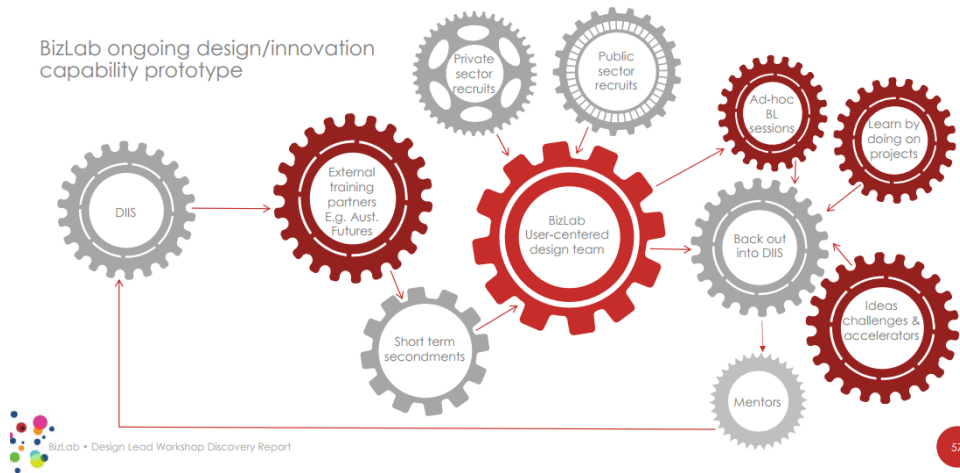 BizLab ongoing design/innovation
capability prototype
Private
sector
recruits
Public
sector
recruits
Ad-hoc
BL
sessions
Learn by
doing on
projects
DIIS
External
training
partners
E.g. Aust.
Futures
BizLab
User-centered
design team
Back out
into DIIS
Short term
secondments
Ideas
challenges &
accelerators
Mentors
BizLab • Design Lead Workshop Discovery Report
57